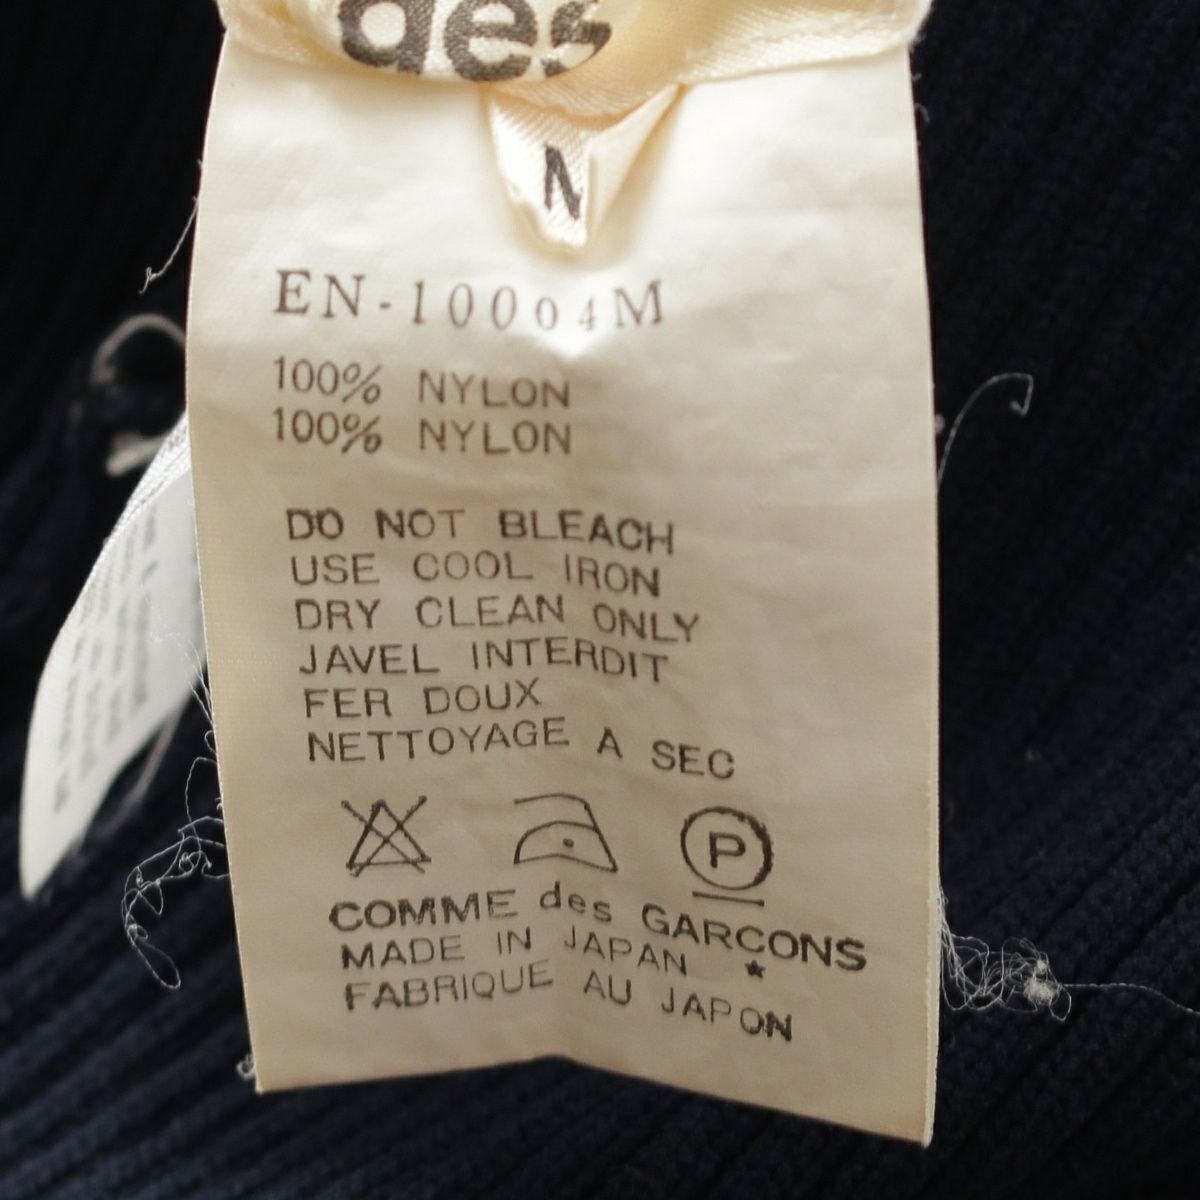 des
N
EN-10004M
100% NYLON
100% NYLON
DO NOT BLEACH
USE COOL IRON
DRY CLEAN ONLY
JAVEL INTERDIT
FER DOUX
NETTOYAGE A SEC
P
COMME des GARCONS
MADE IN JAPAN *
FABRIQUE AU JAPON